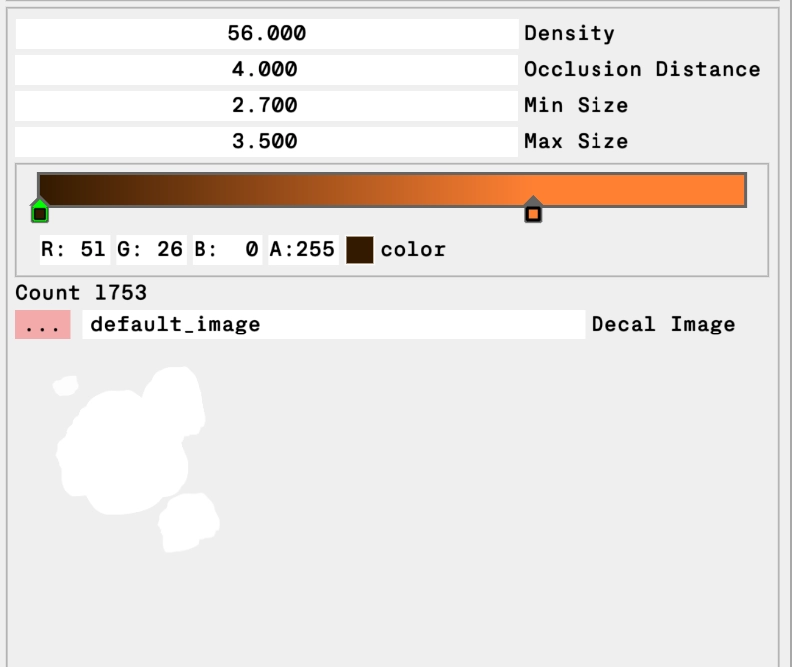 56.000 Density
4.000 Occlusion Distance
2.700 Min Size
3.500 Max Size
R: 51 G: 26 B: 0 A:255 color
Count 1753
... default_image Decal Image